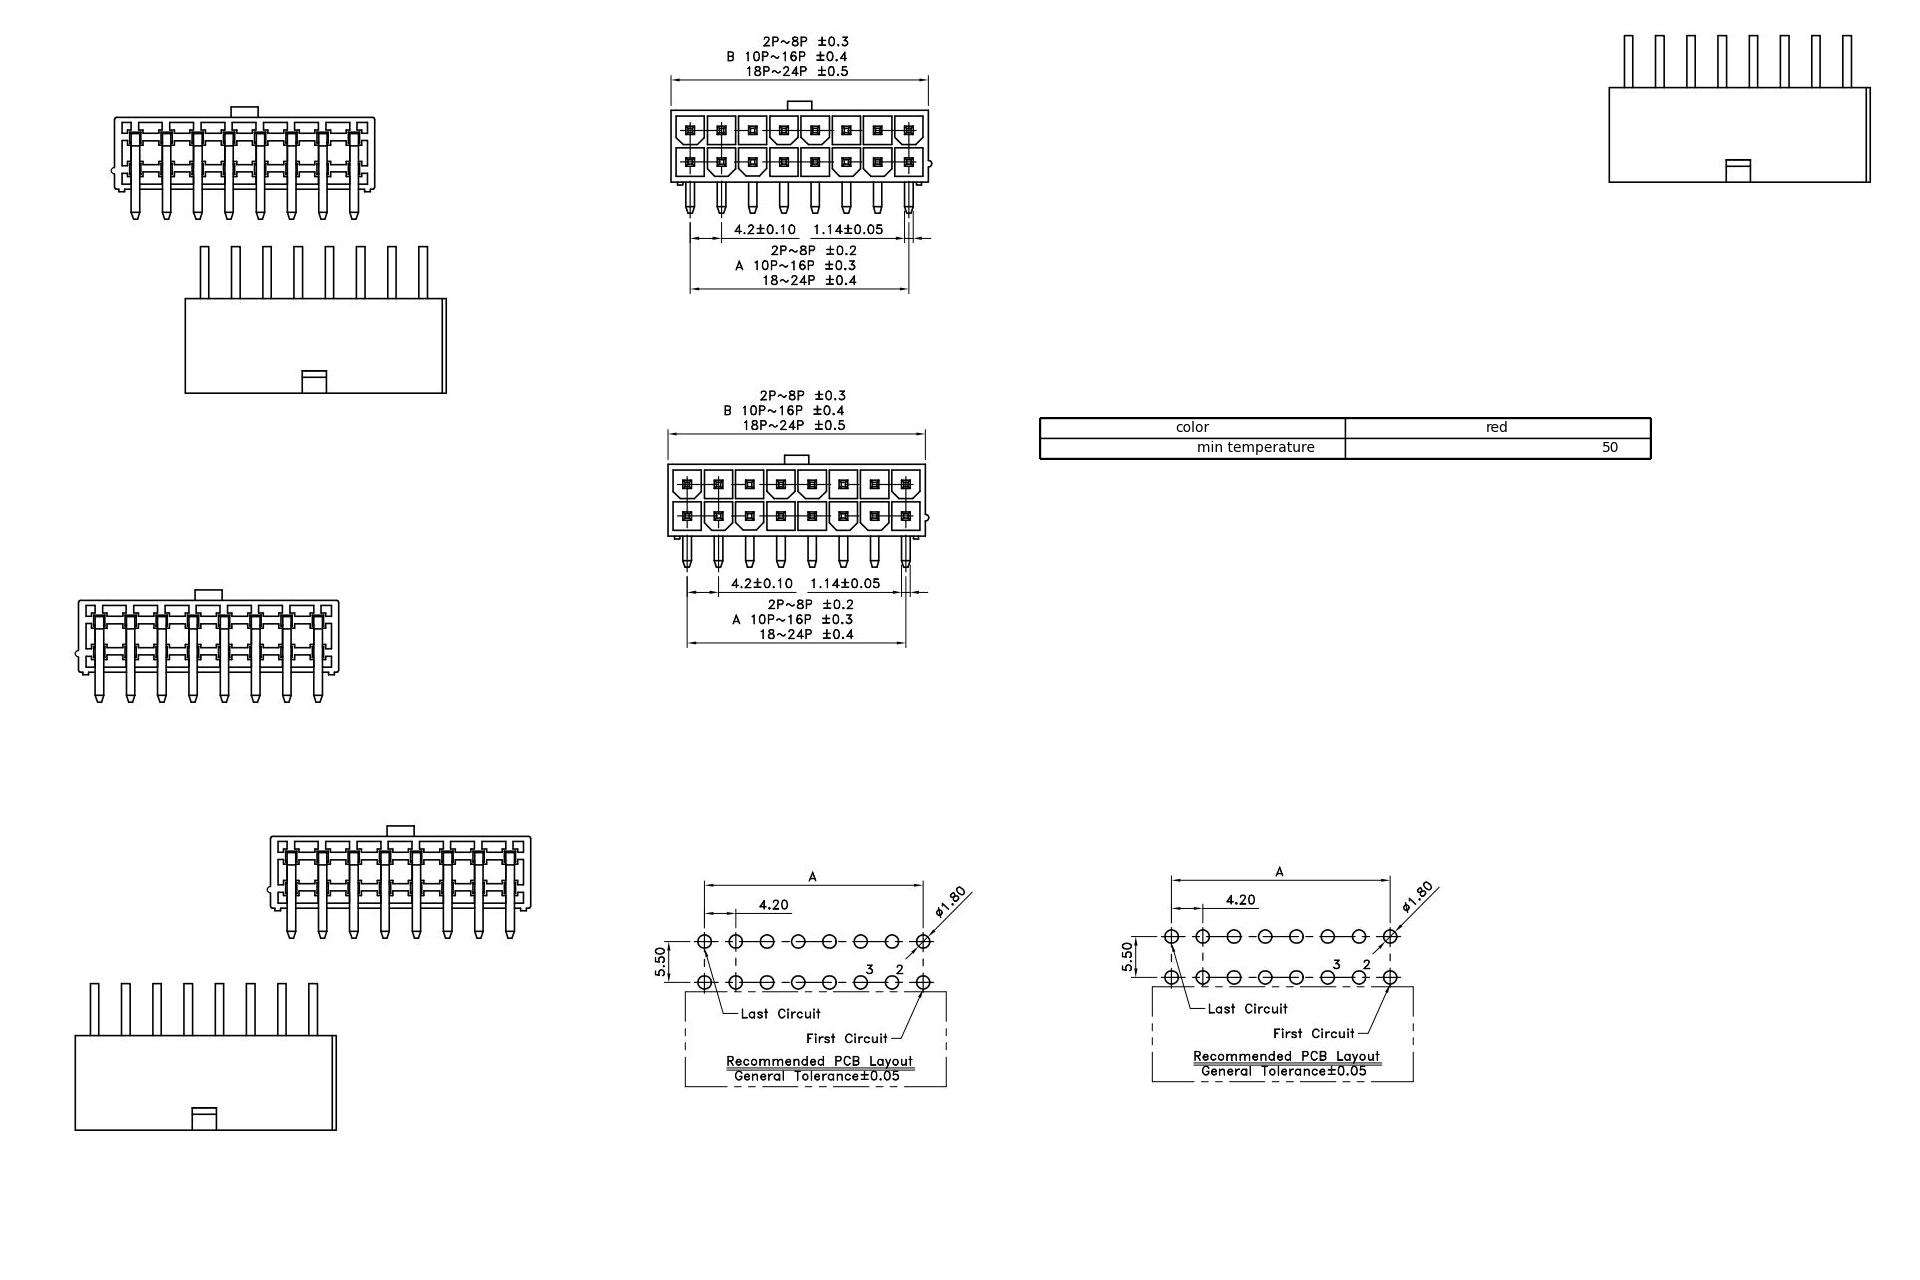 2P~8P ±0.3
B 10P~16P ±0.4
18P~24P ±0.5
4.2±0.10 1.14±0.05
2P~8P ±0.2
A 10P~16P ±0.3
18~24P ±0.4
2P~8P ±0.3
B 10P~16P ±0.4
18P~24P ±0.5
4.2±0.10 1.14±0.05
2P~8P ±0.2
A 10P~16P ±0.3
18~24P ±0.4
color red
min temperature 50
A
4.20
ø1.80
5.50
3 2
Last Circuit
First Circuit
Recommended PCB Layout
General Tolerance±0.05
A
4.20
ø1.80
5.50
3 2
Last Circuit
First Circuit
Recommended PCB Layout
General Tolerance±0.05